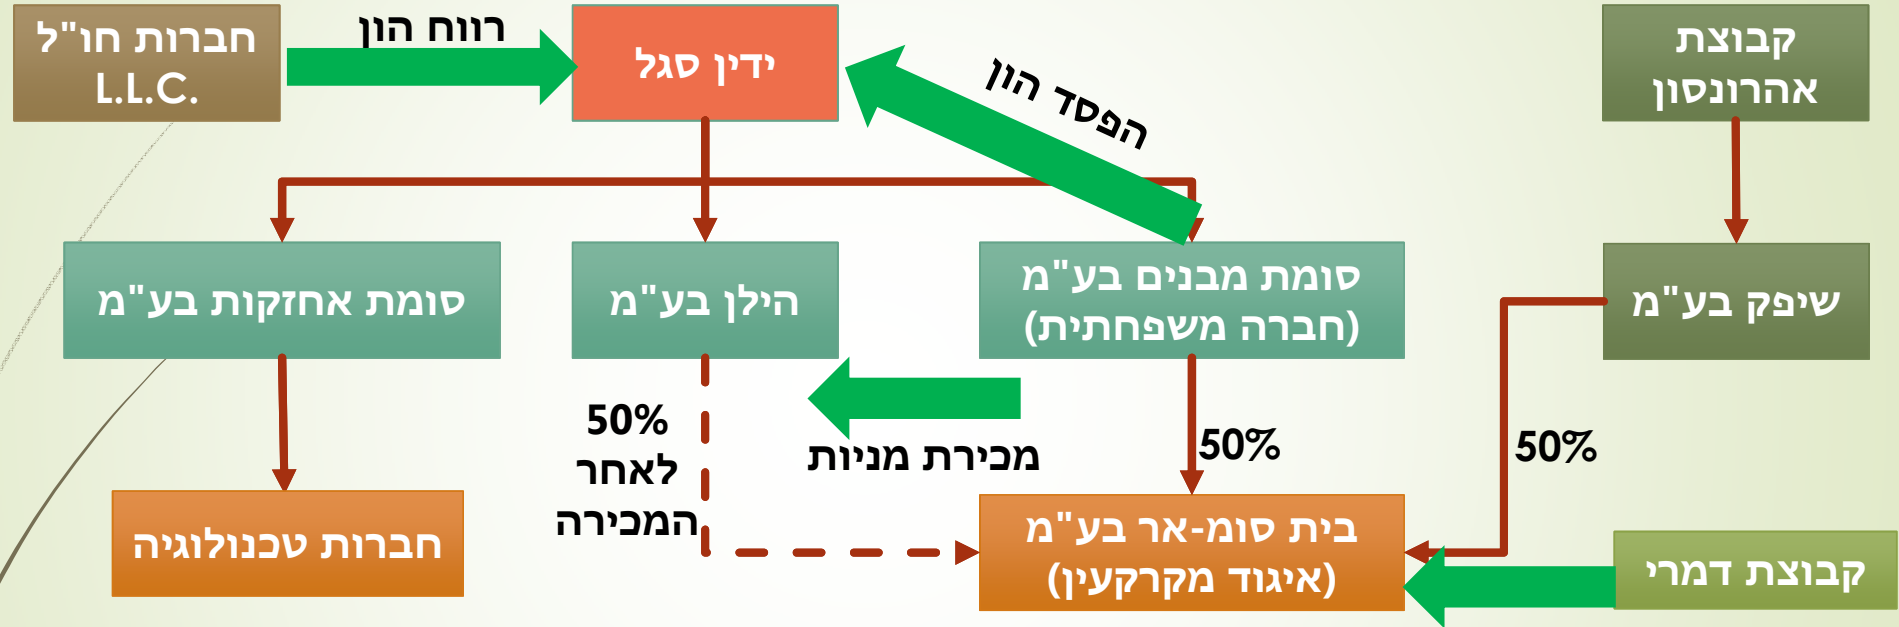 קבוצת
אהרונסון
ידין סגל
רווח הון
חברות חו"ל
L.L.C.
הפסד הון
שיפק בע"מ
סומת מבנים בע"מ
(חברה משפחתית)
הילן בע"מ
סומת אחזקות בע"מ
50%
50%
מכירת מניות
50%
לאחר
המכירה
קבוצת דמרי
בית סומ-אר בע"מ
(איגוד מקרקעין)
חברות טכנולוגיה